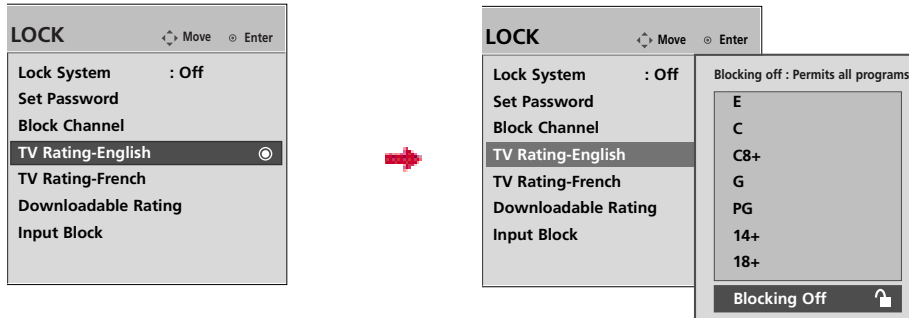 LOCK Move Enter
Lock System : Off
Set Password
Block Channel
TV Rating-English
TV Rating-French
Downloadable Rating
Input Block
LOCK Move Enter
Lock System : Off
Set Password
Block Channel
TV Rating-English
TV Rating-French
Downloadable Rating
Input Block
Blocking off : Permits all programs
E
C
C8+
G
PG
14+
18+
Blocking Off